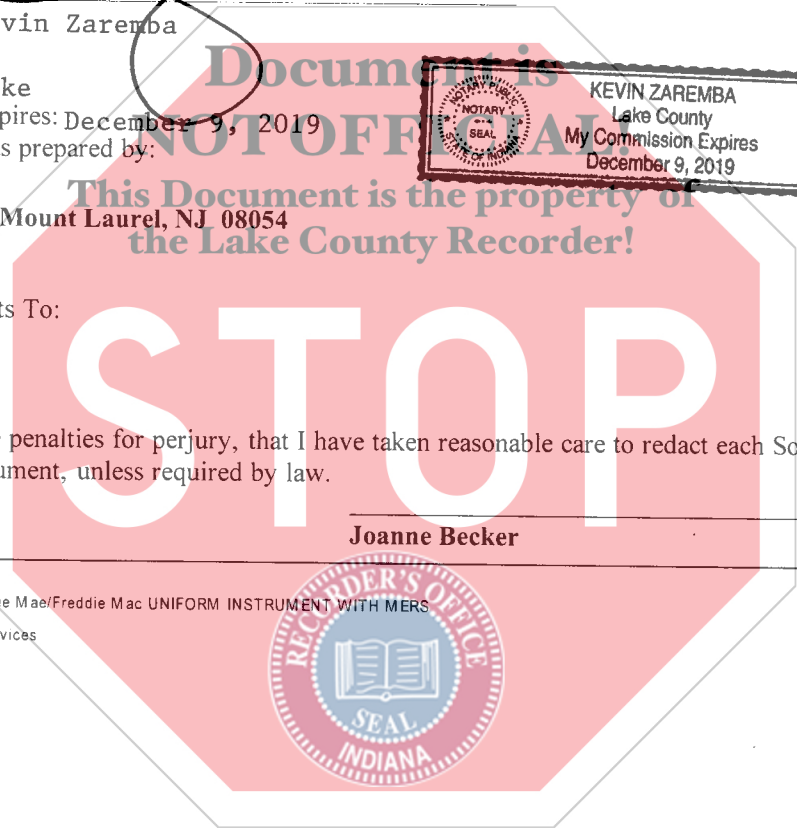 vin Zaremba
Document is
KEVIN ZAREMBA
Lake County
My Commission Expires
December 9, 2019
NOTARY PUBLIC
NOTARY
SEAL
STATE OF INDIANA
ke
pires: December 9, 2019
NOT OFFICIAL!
s prepared by:
This Document is the property of
Mount Laurel, NJ 08054
the Lake County Recorder!
ts To:
STOP
penalties for perjury, that I have taken reasonable care to redact each So
ument, unless required by law.
Joanne Becker
e Mae/Freddie Mac UNIFORM INSTRUMENT WITH MERS
vices
RECORDER'S OFFICE
SEAL
INDIANA